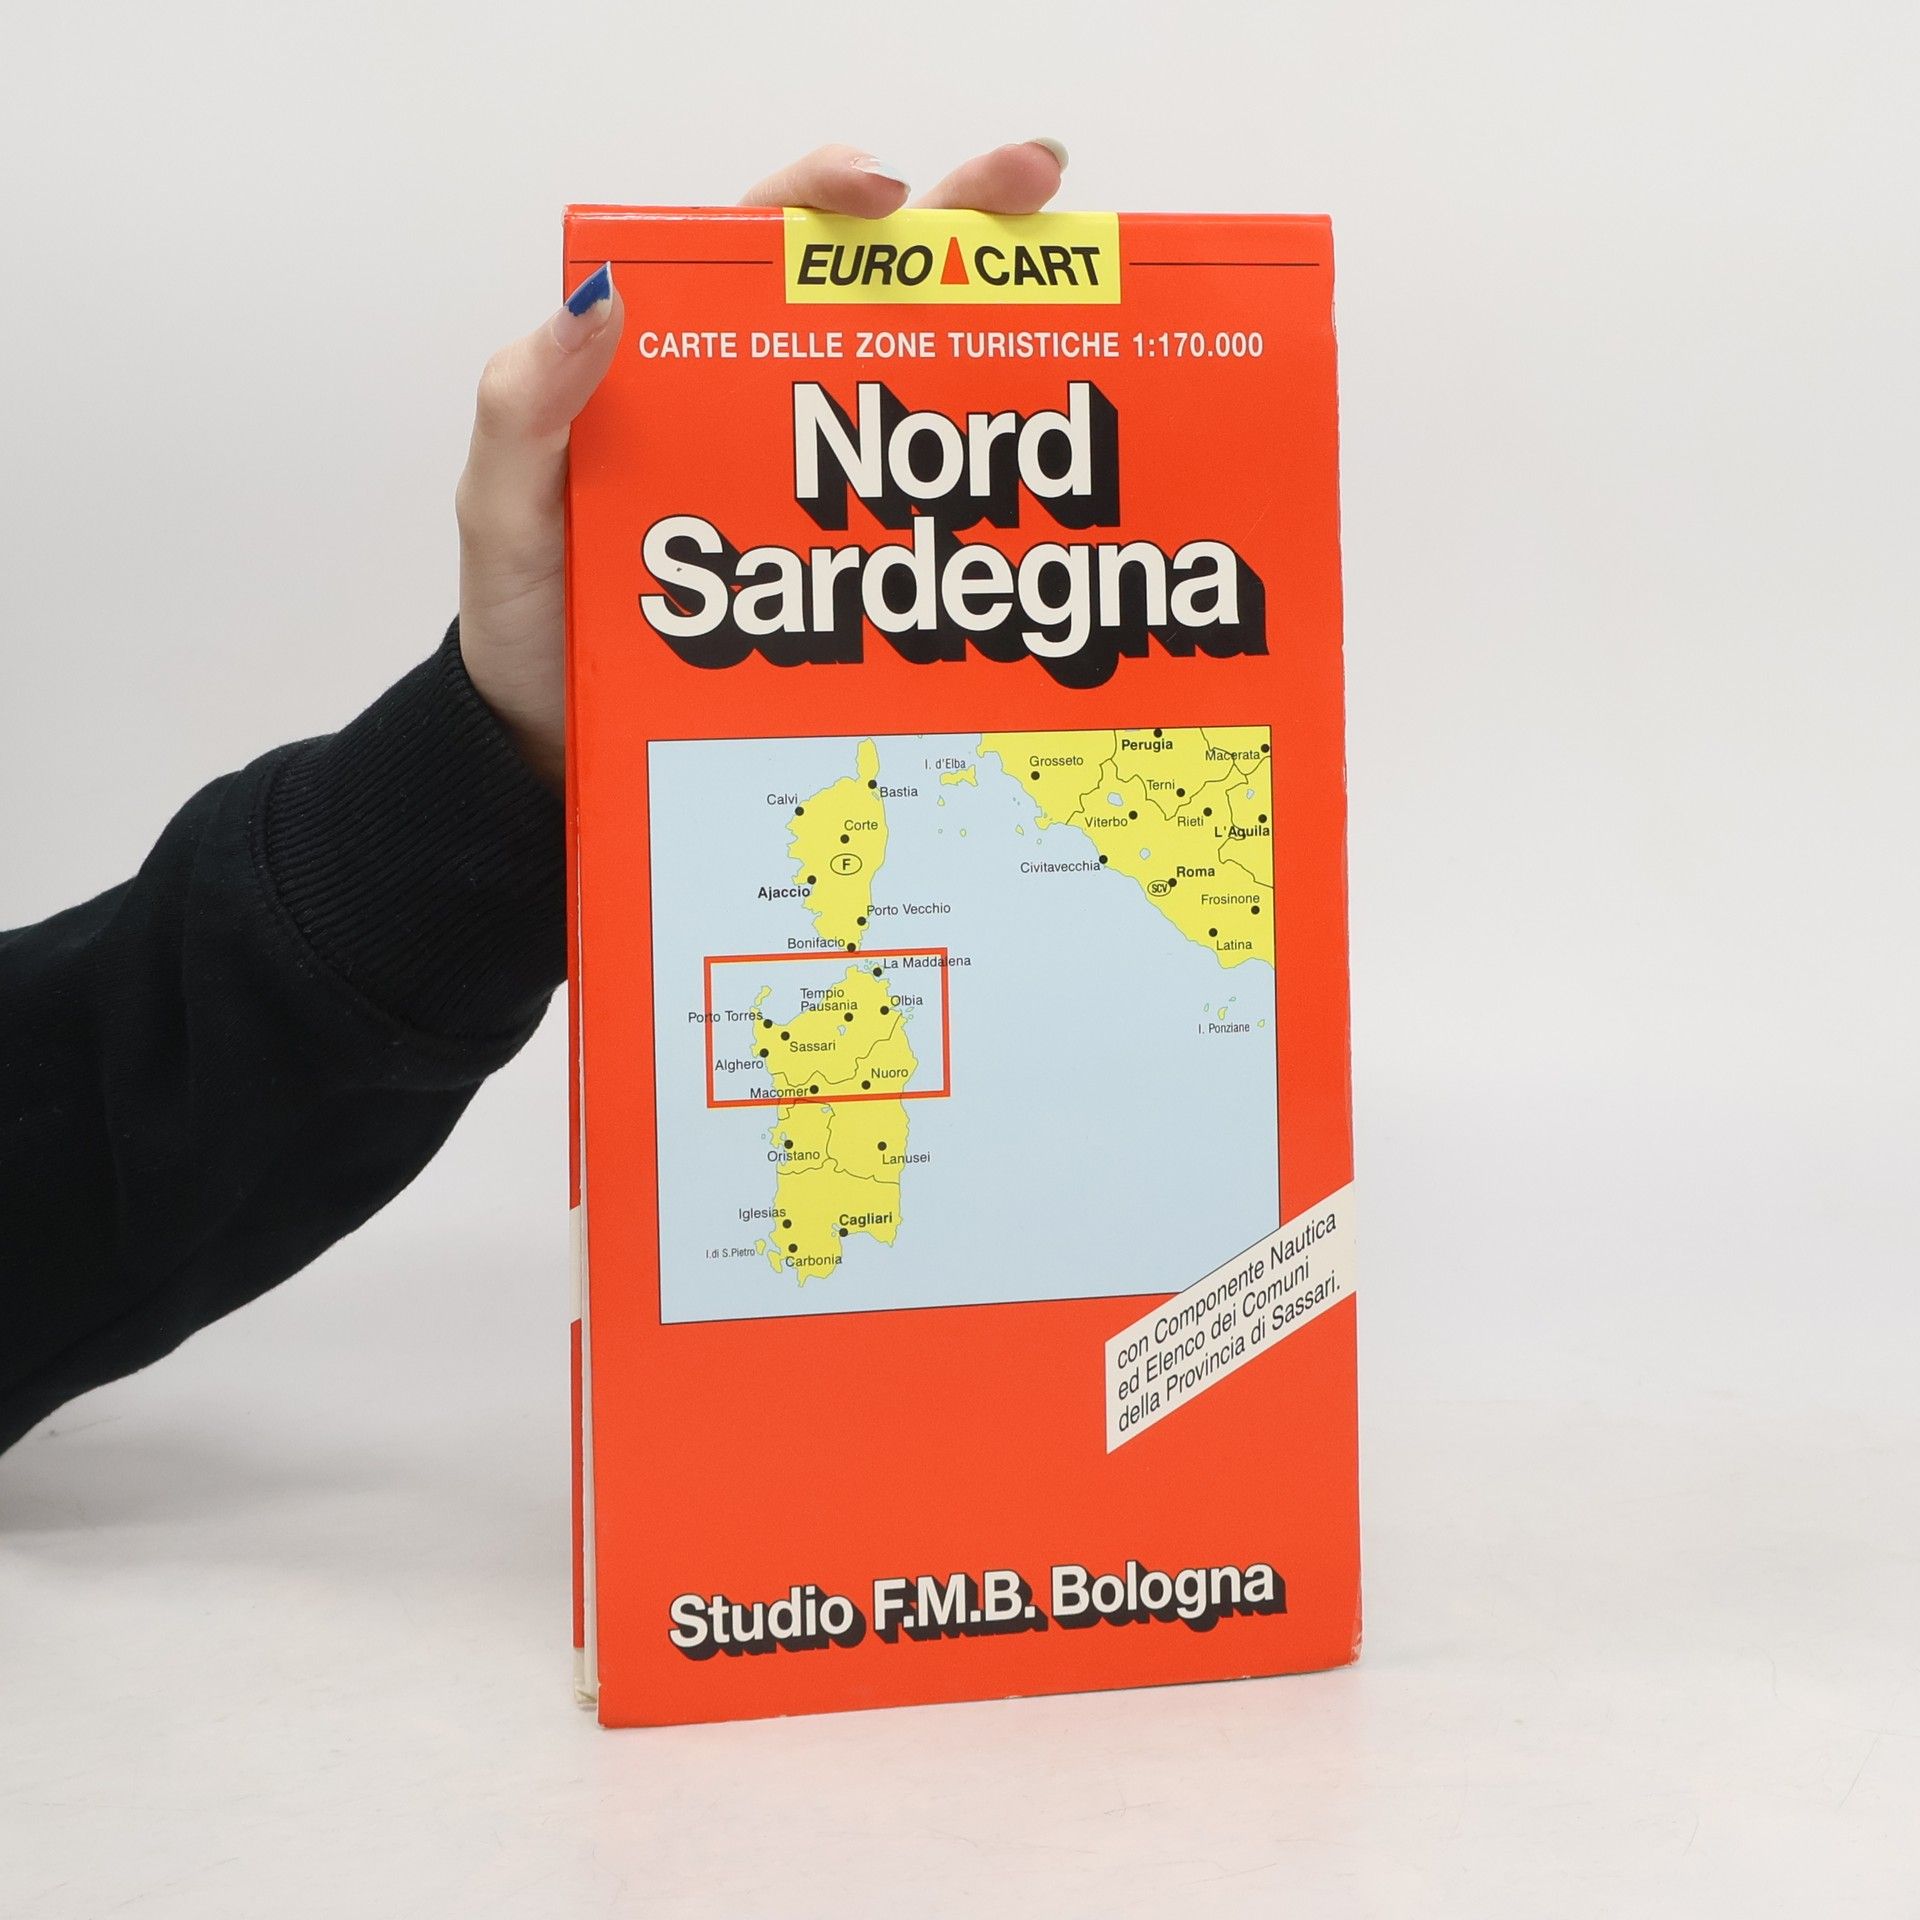 EURO CART
CARTE DELLE ZONE TURISTICHE 1:170.000
Nord
Sardegna
Perugia
Macerata
Grosseto
I. d'Elba
Terni
Bastia
Calvi
Viterbo
Rieti
L'Aquila
Corte
F
Civitavecchia
Roma
SCV
Ajaccio
Frosinone
Porto Vecchio
Bonifacio
Latina
La Maddalena
Tempio
Pausania
Olbia
Porto Torres
I. Ponziane
Sassari
Alghero
Nuoro
Macomer
Oristano
Lanusei
Iglesias
Cagliari
I.di S.Pietro
Carbonia
con Componente Nautica
ed Elenco dei Comuni
della Provincia di Sassari.
Studio F.M.B. Bologna